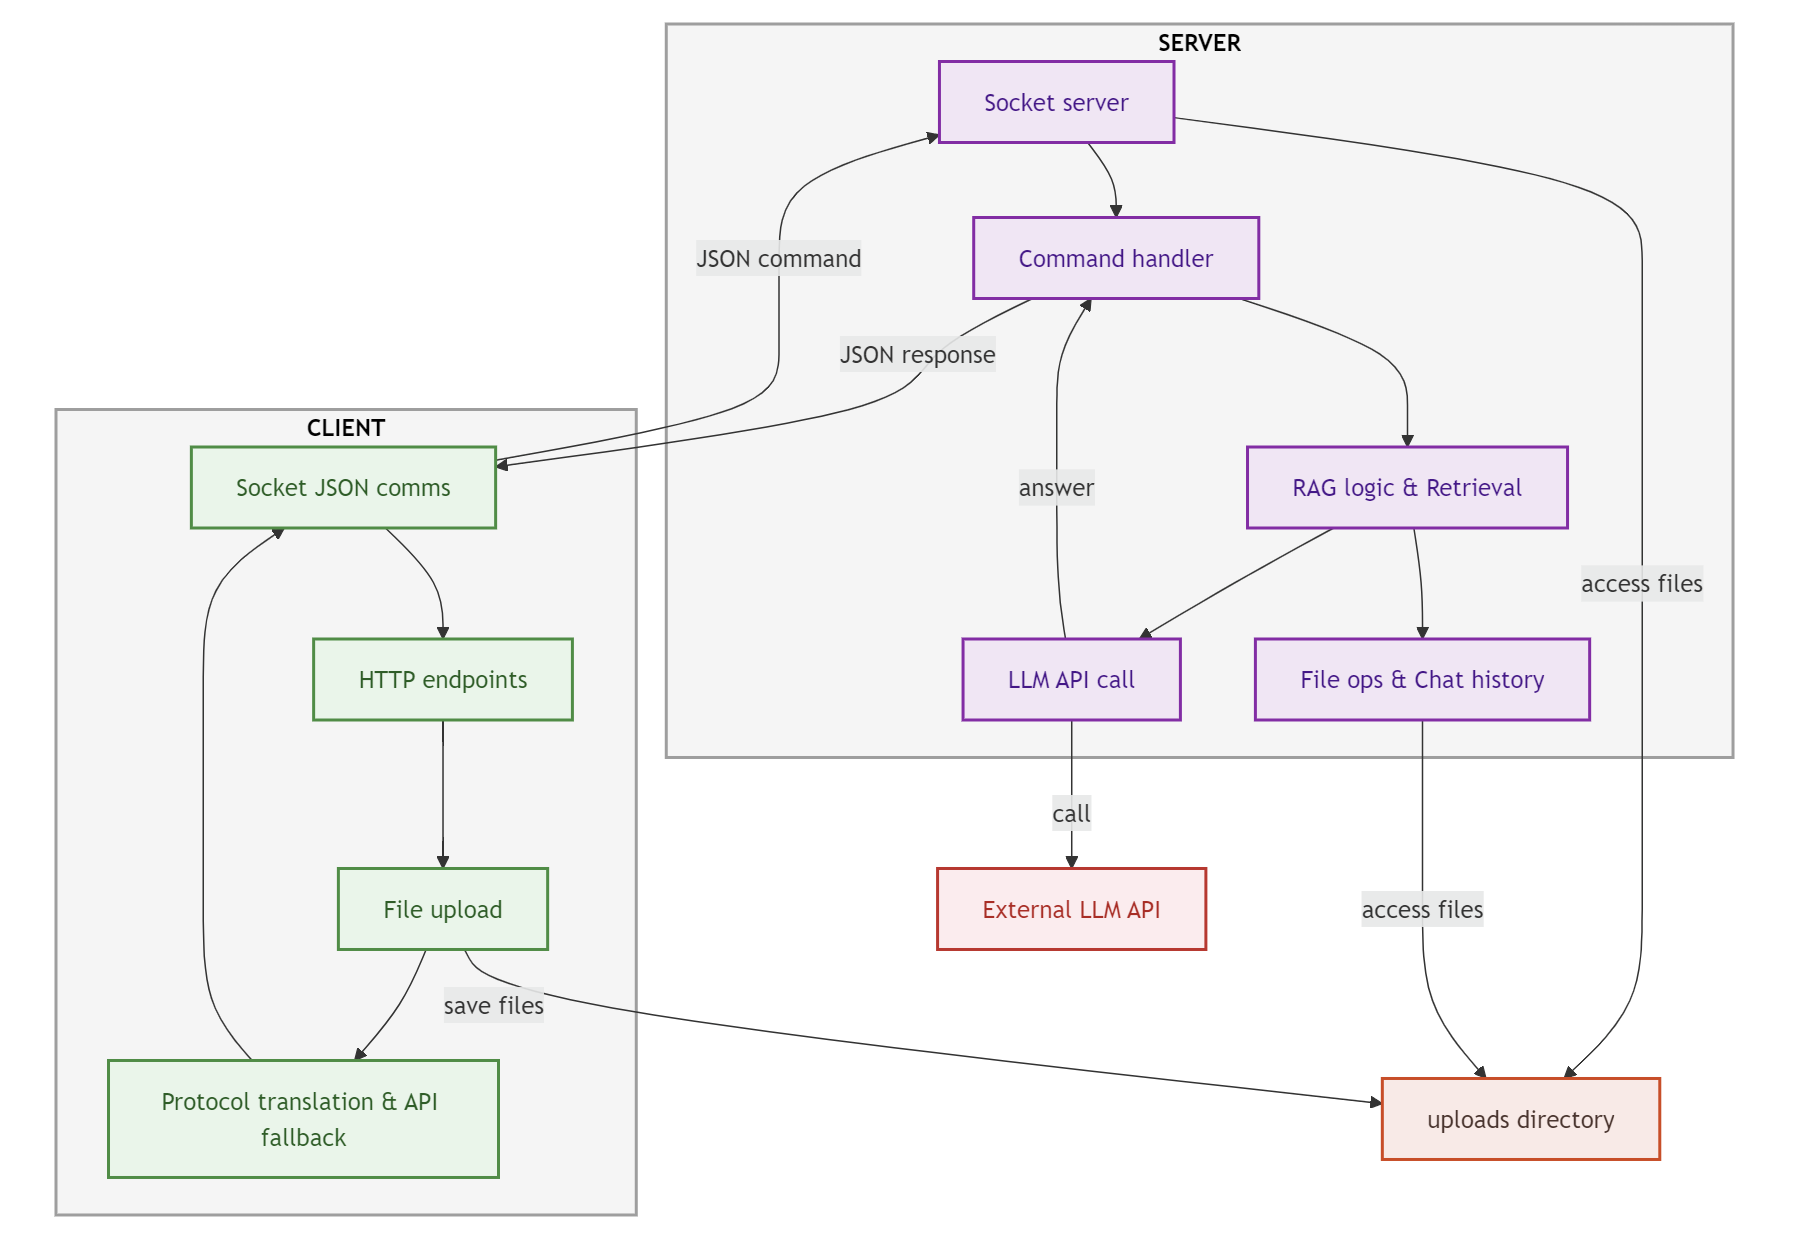 SERVER
Socket server
Command handler
JSON command
JSON response
CLIENT
Socket JSON comms
answer
RAG logic & Retrieval
access files
HTTP endpoints
LLM API call
File ops & Chat history
call
File upload
External LLM API
access files
save files
Protocol translation & API
fallback
uploads directory